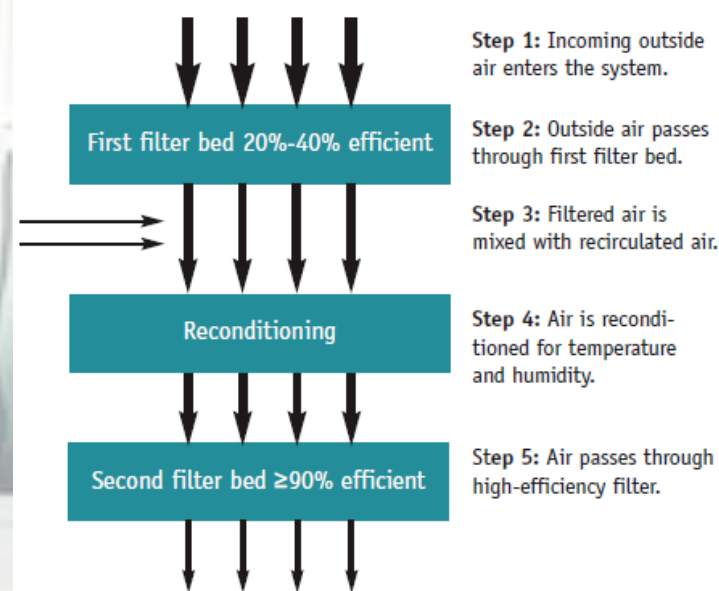 Step 1: Incoming outside
air enters the system.
First filter bed 20%-40% efficient
Step 2: Outside air passes
through first filter bed.
Step 3: Filtered air is
mixed with recirculated air.
Reconditioning
Step 4: Air is recondi-
tioned for temperature
and humidity.
Second filter bed ≥90% efficient
Step 5: Air passes through
high-efficiency filter.